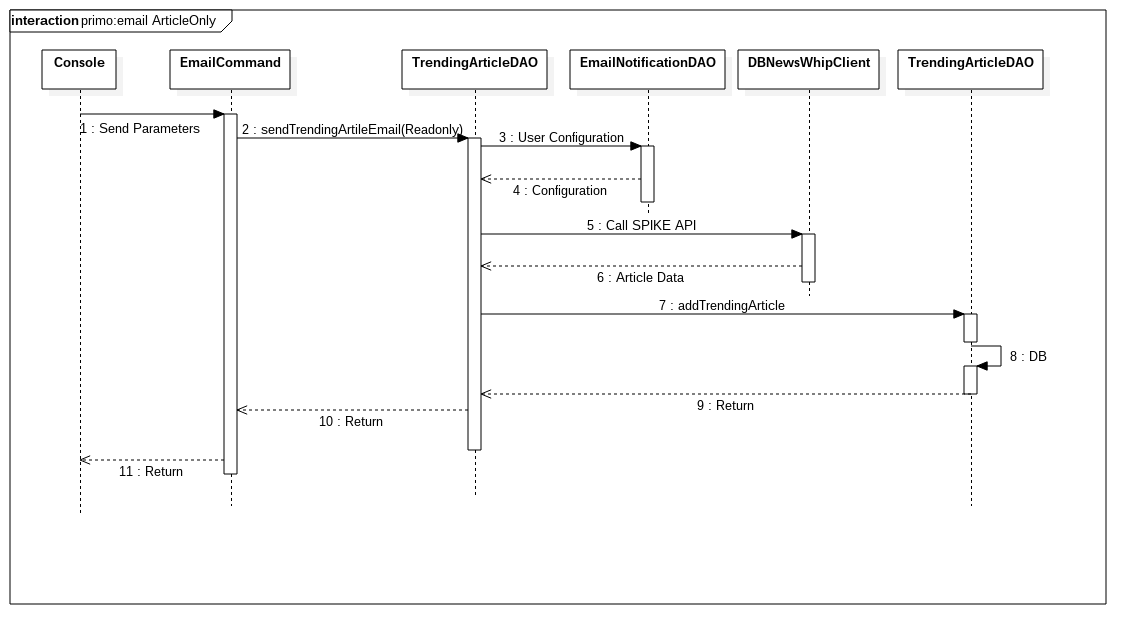 interaction primo:email ArticleOnly
Console
EmailCommand
TrendingArticleDAO
EmailNotificationDAO
DBNewsWhipClient
TrendingArticleDAO
1 : Send Parameters
2 : sendTrendingArtileEmail(Readonly)
3 : User Configuration
4 : Configuration
5 : Call SPIKE API
6 : Article Data
7 : addTrendingArticle
8 : DB
9 : Return
10 : Return
11 : Return